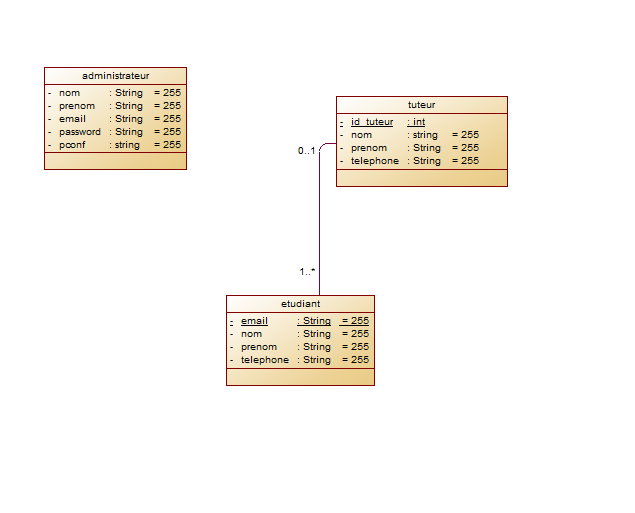 administrateur
- nom : String = 255
- prenom : String = 255
- email : String = 255
- password : String = 255
- pconf : string = 255
tuteur
- id_tuteur : int
- nom : string = 255
- prenom : String = 255
- telephone : String = 255
0..1
1..*
etudiant
- email : String = 255
- nom : String = 255
- prenom : String = 255
- telephone : String = 255